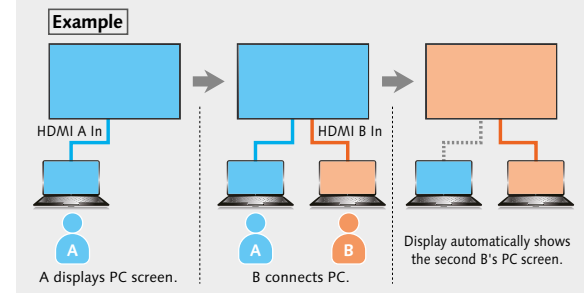 Example
HDMI A In
HDMI B In
A
A
B
A displays PC screen.
B connects PC.
Display automatically shows
the second B's PC screen.